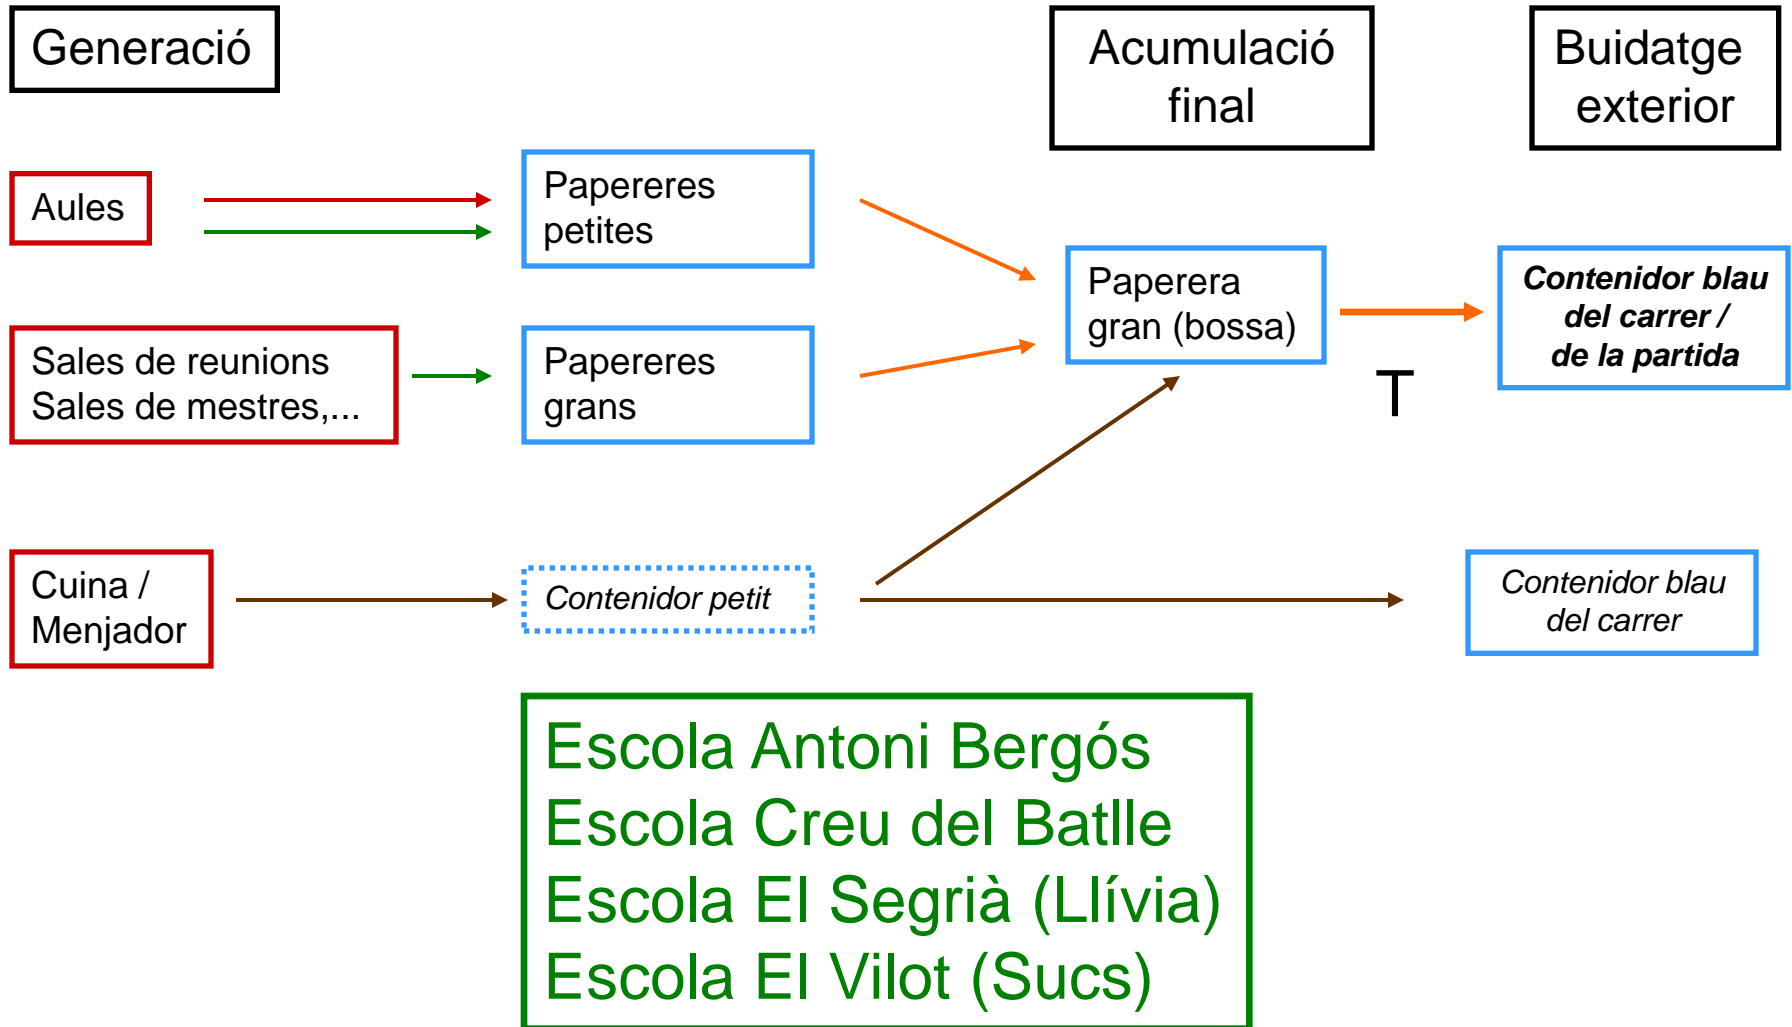 Generació
Acumulació
final
Buidatge
exterior
Aules
Papereres
petites
Paperera
gran (bossa)
Contenidor blau
del carrer /
de la partida
Sales de reunions
Sales de mestres,...
Papereres
grans
T
Cuina /
Menjador
Contenidor petit
Contenidor blau
del carrer
Escola Antoni Bergós
Escola Creu del Batlle
Escola El Segrià (Llívia)
Escola El Vilot (Sucs)